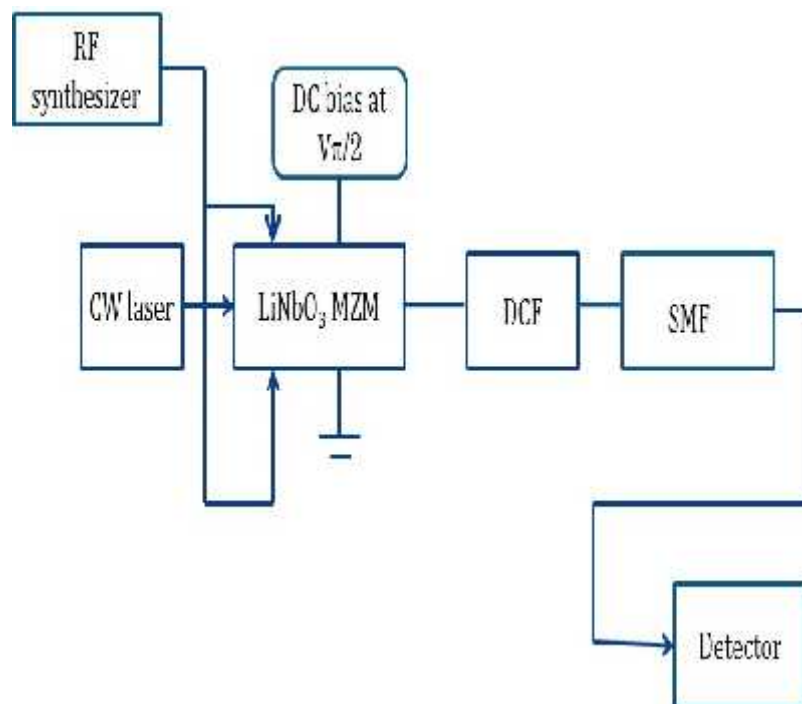 RF
synthesizer
DC bias at
Vπ/2
CW laser
LiNbO₃ MZM
DCF
SMF
Detector